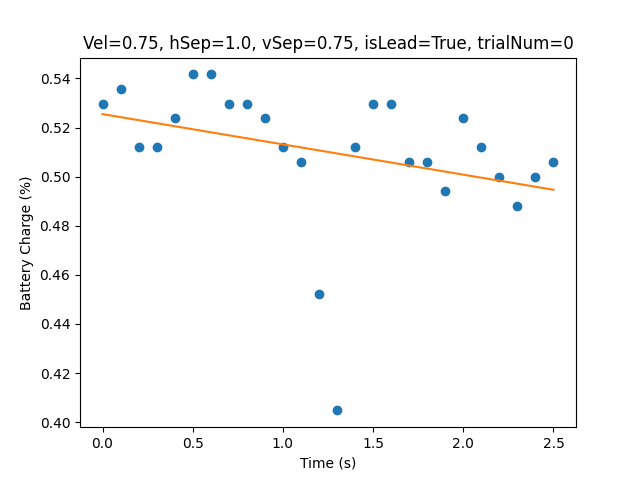 Vel=0.75, hSep=1.0, vSep=0.75, isLead=True, trialNum=0
0.54
0.52
0.50
0.48
0.46
0.44
0.42
0.40
Battery Charge (%)
0.0 0.5 1.0 1.5 2.0 2.5
Time (s)